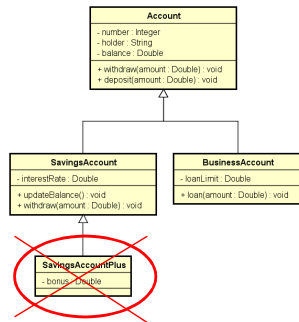 Account
- number : Integer
- holder : String
- balance : Double
+ withdraw(amount : Double) : void
+ deposit(amount : Double) : void
SavingsAccount
- interestRate : Double
+ updateBalance() : void
+ withdraw(amount : Double) : void
BusinessAccount
- loanLimit : Double
+ loan(amount : Double) : void
SavingsAccountPlus
- bonus : Double